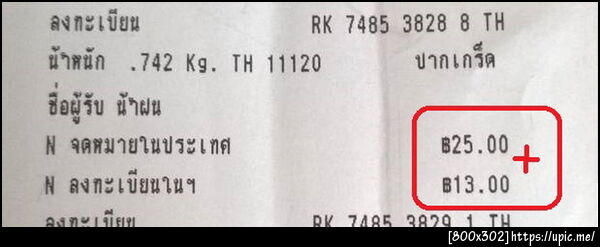 ลงทะเบียน RK 7485 3828 8 TH
น้ำหนัก .742 Kg. TH 11120 ปากเกร็ด
ชื่อผู้รับ น้ำฝน
N จดหมายในประเทศ ฿25.00
+
N ลงทะเบียนในฯ ฿13.00
ลงทะเบียน RK 7485 3829 1 TH
[800x302] https://upic.me/